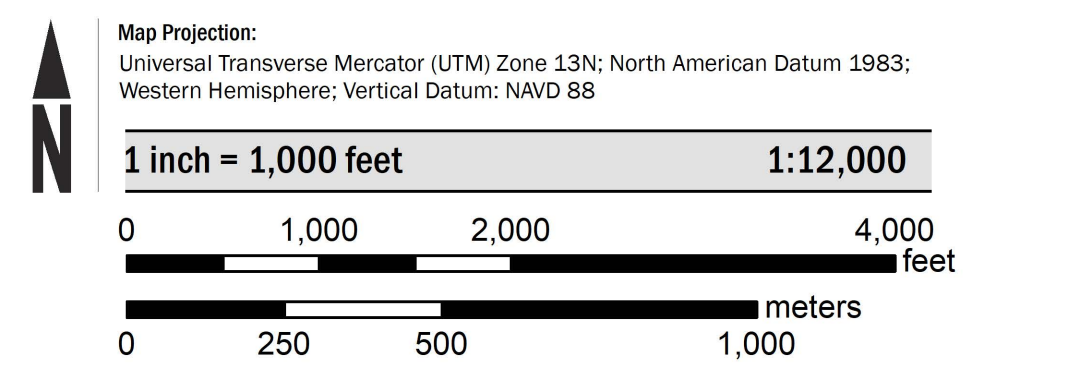 N
Map Projection:
Universal Transverse Mercator (UTM) Zone 13N; North American Datum 1983;
Western Hemisphere; Vertical Datum: NAVD 88
1 inch = 1,000 feet 1:12,000
0 1,000 2,000 4,000
feet
meters
0 250 500 1,000